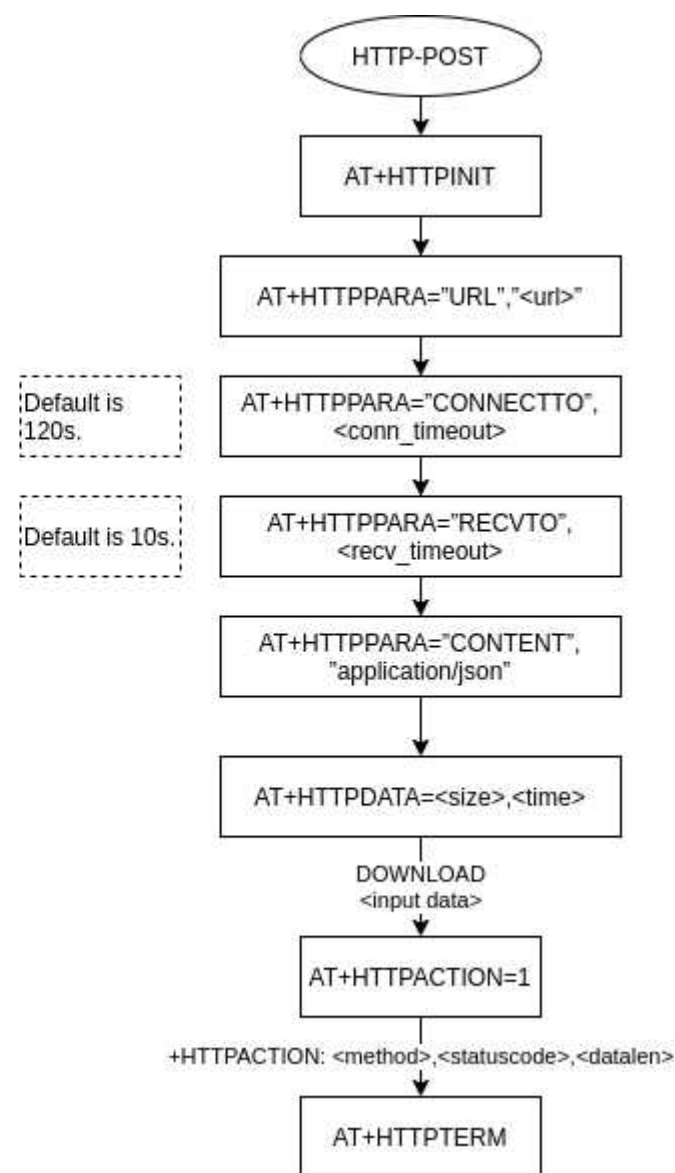 HTTP-POST
AT+HTTPINIT
AT+HTTPPARA=”URL”,”<url>”
Default is
120s.
AT+HTTPPARA=”CONNECTTO”,
<conn_timeout>
Default is 10s.
AT+HTTPPARA=”RECVTO”,
<recv_timeout>
AT+HTTPPARA=”CONTENT”,
”application/json”
AT+HTTPDATA=<size>,<time>
DOWNLOAD
<input data>
AT+HTTPACTION=1
+HTTPACTION: <method>,<statuscode>,<datalen>
AT+HTTPTERM